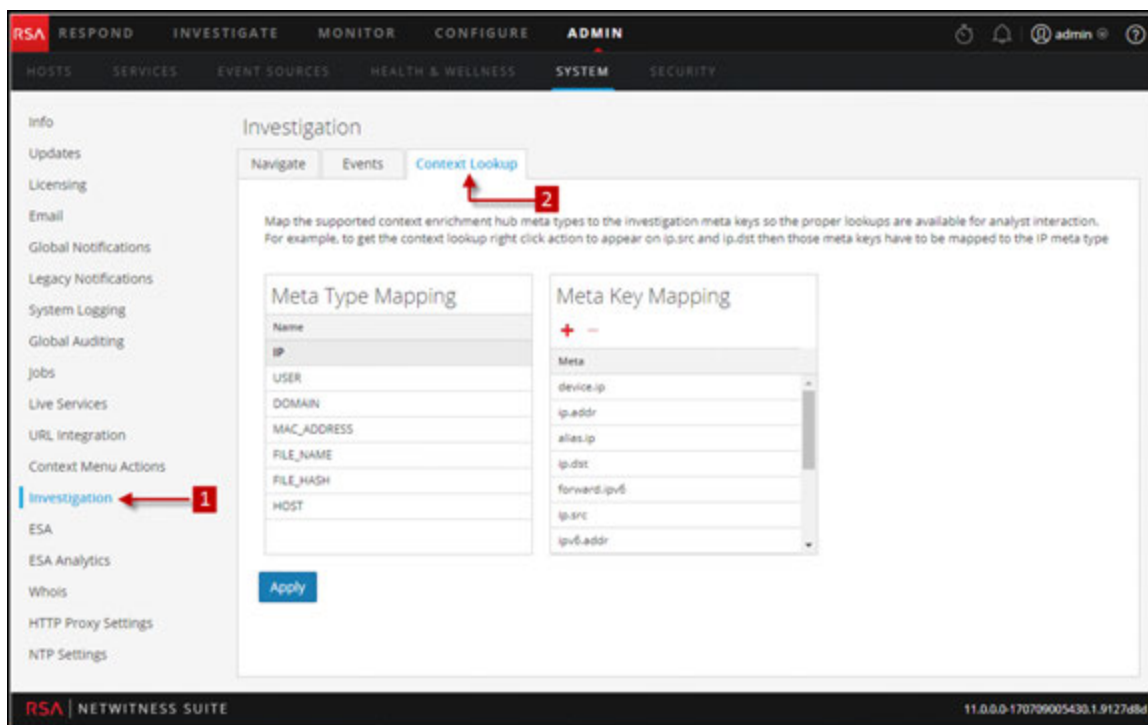 RSA RESPOND INVESTIGATE MONITOR CONFIGURE ADMIN admin ?
HOSTS SERVICES EVENT SOURCES HEALTH & WELLNESS SYSTEM SECURITY
Info
Updates
Licensing
Email
Global Notifications
Legacy Notifications
System Logging
Global Auditing
Jobs
Live Services
URL Integration
Context Menu Actions
Investigation 1
ESA
ESA Analytics
Whois
HTTP Proxy Settings
NTP Settings
Investigation
Navigate Events Context Lookup
2
Map the supported context enrichment hub meta types to the investigation meta keys so the proper lookups are available for analyst interaction.
For example, to get the context lookup right click action to appear on ip.src and ip.dst then those meta keys have to be mapped to the IP meta type
Meta Type Mapping
Name
IP
USER
DOMAIN
MAC_ADDRESS
FILE_NAME
FILE_HASH
HOST
Meta Key Mapping
+ −
Meta
device.ip
ip.addr
alias.ip
ip.dst
forward.ipv6
ip.src
ipv6.addr
Apply
RSA NETWITNESS SUITE 11.0.0.0-170709005430.1.9127d8d